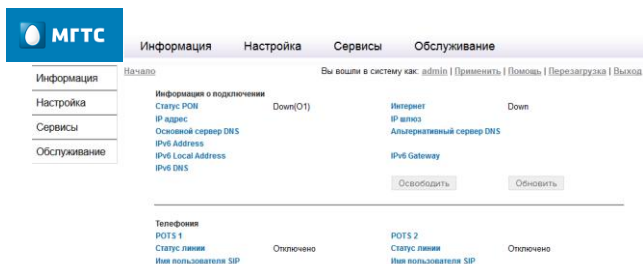 МГТС
Информация Настройка Сервисы Обслуживание
Начало Вы вошли в систему как: admin | Применить | Помощь | Перезагрузка | Выход
Информация
Настройка
Сервисы
Обслуживание
Информация о подключении
Статус PON Down(O1) Интернет Down
IP адрес IP шлюз
Основной сервер DNS Альтернативный сервер DNS
IPv6 Address
IPv6 Local Address IPv6 Gateway
IPv6 DNS
Освободить Обновить
Телефония
POTS 1 POTS 2
Статус линии Отключено Статус линии Отключено
Имя пользователя SIP Имя пользователя SIP